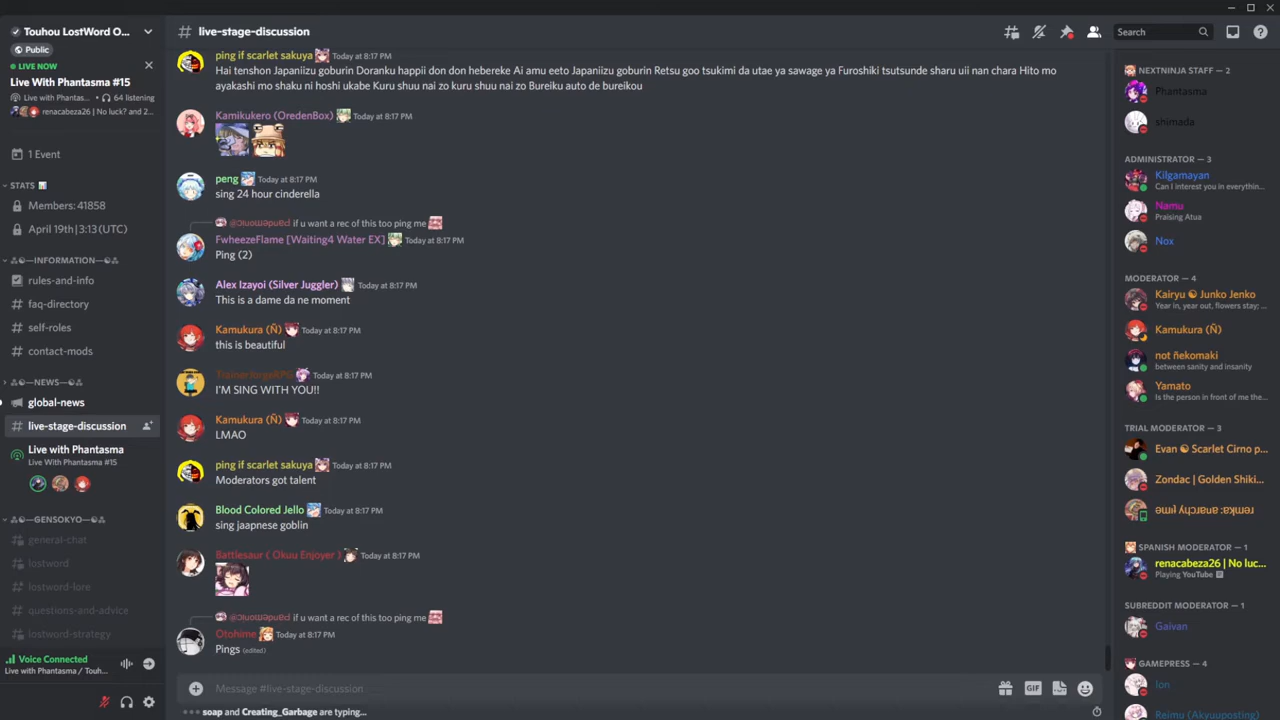 Touhou LostWord O...
Public
LIVE NOW
Live With Phantasma #15
Live with Phantas... 64 listening
renacabeza26 | No luck? and 2...
1 Event
STATS
Members: 41858
April 19th | 3:13 (UTC)
—INFORMATION—
rules-and-info
faq-directory
self-roles
contact-mods
—NEWS—
global-news
live-stage-discussion
Live with Phantasma
Live With Phantasma #15
—GENSOKYO—
general-chat
lostword
lostword-lore
questions-and-advice
lostword-strategy
Voice Connected
Live with Phantasma / Touh...
live-stage-discussion
Search
ping if scarlet sakuya Today at 8:17 PM
Hai tenshon Japaniizu goburin Doranku happii don don hebereke Ai amu eeto Japaniizu goburin Retsu goo tsukimi da utae ya sawage ya Furoshiki tsutsunde sharu uii nan chara Hito mo
ayakashi mo shaku ni hoshi ukabe Kuru shuu nai zo kuru shuu nai zo Bureiku auto de bureikou
Kamikukero (OredenBox) Today at 8:17 PM
peng Today at 8:17 PM
sing 24 hour cinderella
if u want a rec of this too ping me
FwheezeFlame [Waiting4 Water EX] Today at 8:17 PM
Ping (2)
Alex Izayoi (Silver Juggler) Today at 8:17 PM
This is a dame da ne moment
Kamukura (Ñ) Today at 8:17 PM
this is beautiful
Today at 8:17 PM
I'M SING WITH YOU!!
Kamukura (Ñ) Today at 8:17 PM
LMAO
ping if scarlet sakuya Today at 8:17 PM
Moderators got talent
Blood Colored Jello Today at 8:17 PM
sing jaapnese goblin
Battlesaur ( Okuu Enjoyer ) Today at 8:17 PM
if u want a rec of this too ping me
Otohime Today at 8:17 PM
Pings (edited)
Message #live-stage-discussion
GIF
soap and Creating_Garbage are typing...
NEXTNINJA STAFF — 2
Phantasma
shimada
ADMINISTRATOR — 3
Kilgamayan
Can I interest you in everythin...
Namu
Praising Atua
Nox
MODERATOR — 4
Kairyu ☯ Junko Jenko
Year in, year out, flowers stay; ...
Kamukura (Ñ)
not ñekomaki
between sanity and insanity
Yamato
Is the person in front of me the...
TRIAL MODERATOR — 3
Evan ☯ Scarlet Cirno p...
Zondac | Golden Shiki...
ǝɯıʇ ʎɥɔɹɐuɐ :ɐʞɯǝɹ
SPANISH MODERATOR — 1
renacabeza26 | No luc...
Playing YouTube
SUBREDDIT MODERATOR — 1
Gaivan
GAMEPRESS — 4
Ion
Reimu (Akyuuposting)